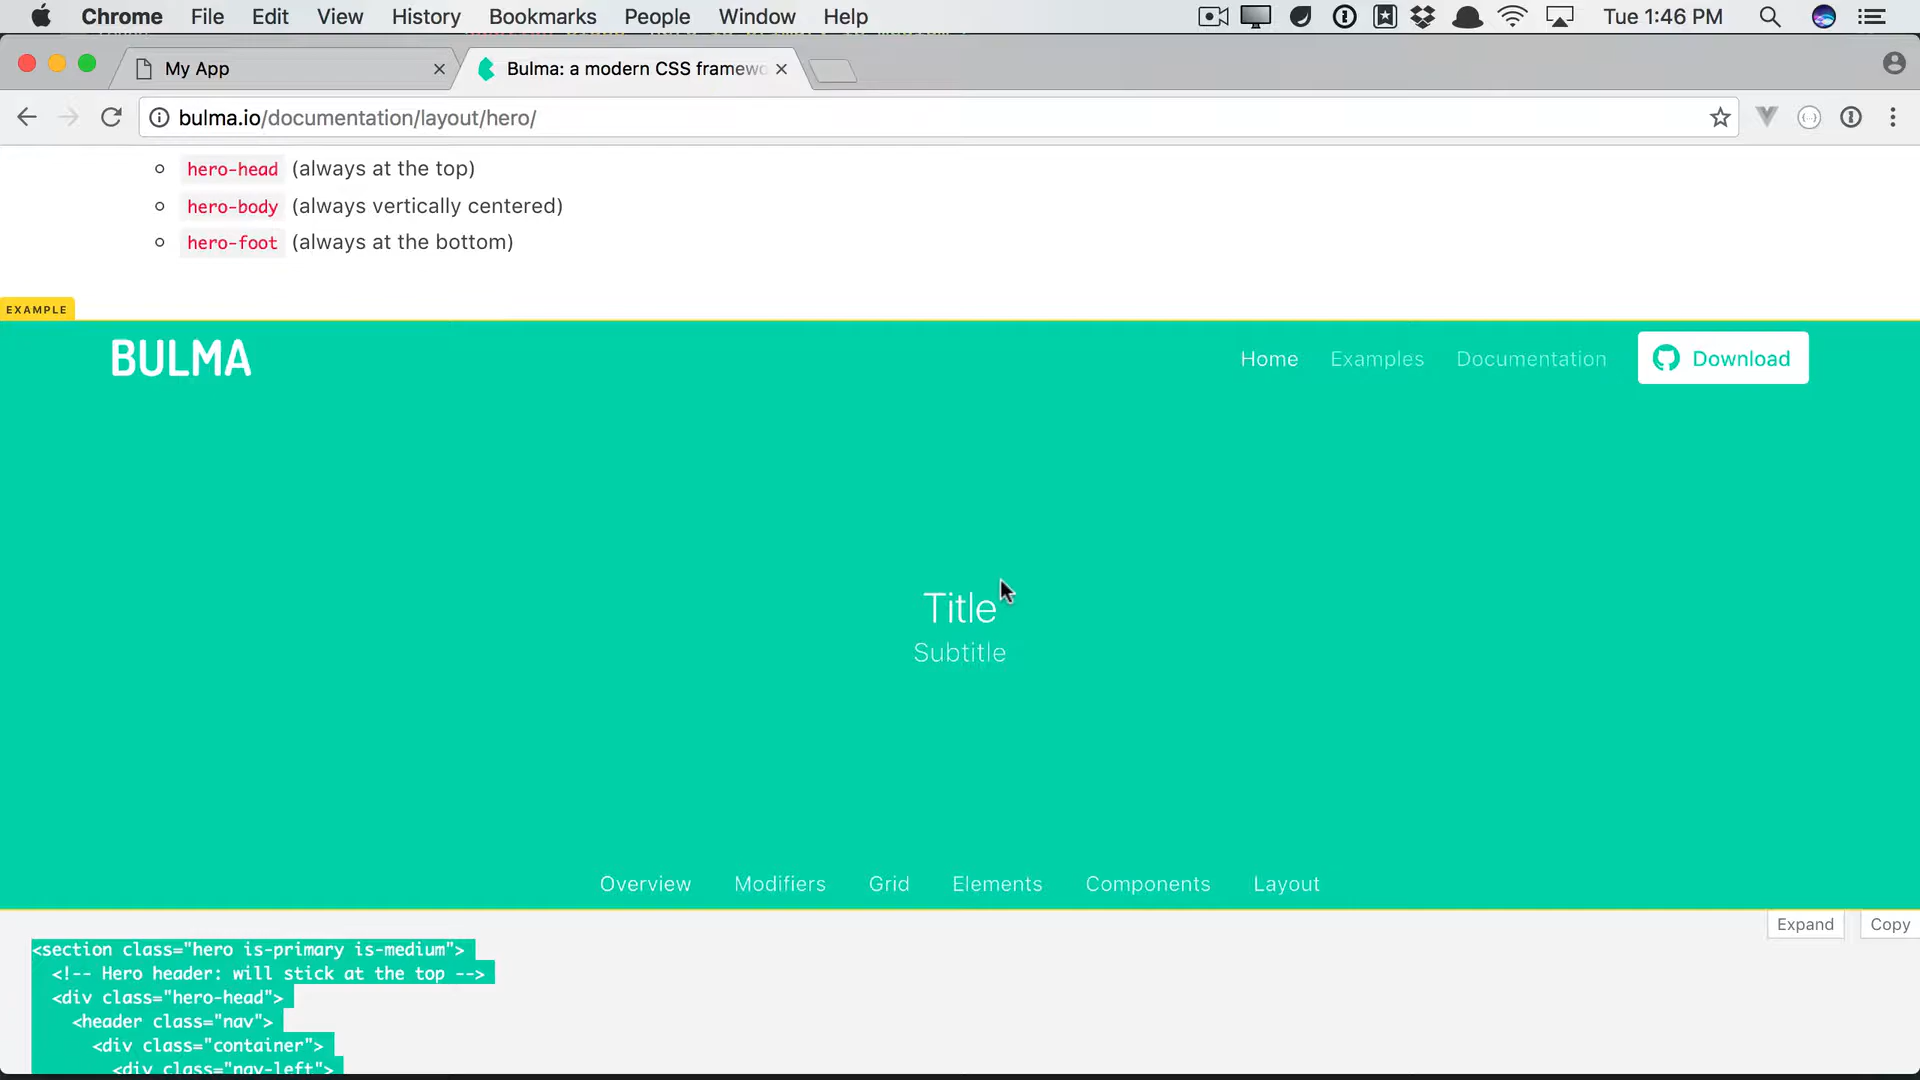 Chrome File Edit View History Bookmarks People Window Help Tue 1:46 PM
My App
Bulma: a modern CSS framewo
bulma.io/documentation/layout/hero/
hero-head (always at the top)
hero-body (always vertically centered)
hero-foot (always at the bottom)
EXAMPLE
BULMA Home Examples Documentation Download
Title
Subtitle
Overview Modifiers Grid Elements Components Layout
Expand Copy
<section class="hero is-primary is-medium">
<!-- Hero header: will stick at the top -->
<div class="hero-head">
<header class="nav">
<div class="container">
<div class="nav-left">